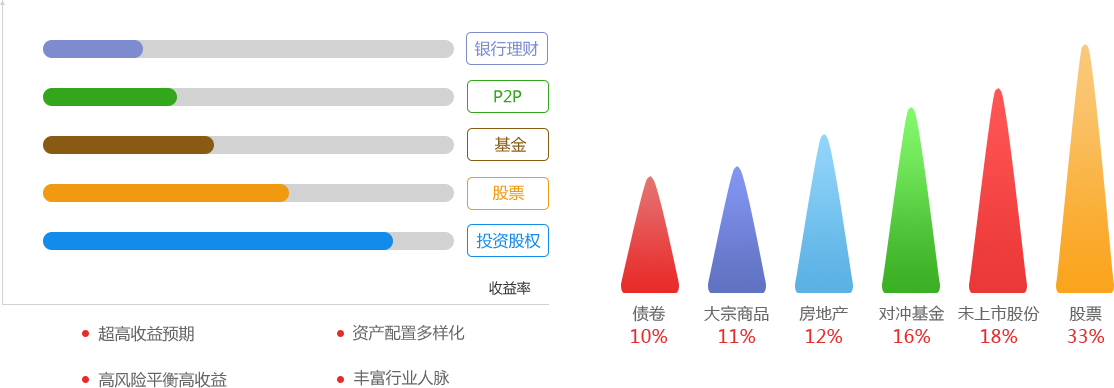 银行理财
P2P
基金
股票
投资股权
收益率
超高收益预期
资产配置多样化
高风险平衡高收益
丰富行业人脉
债卷 大宗商品 房地产 对冲基金 未上市股份 股票
10% 11% 12% 16% 18% 33%